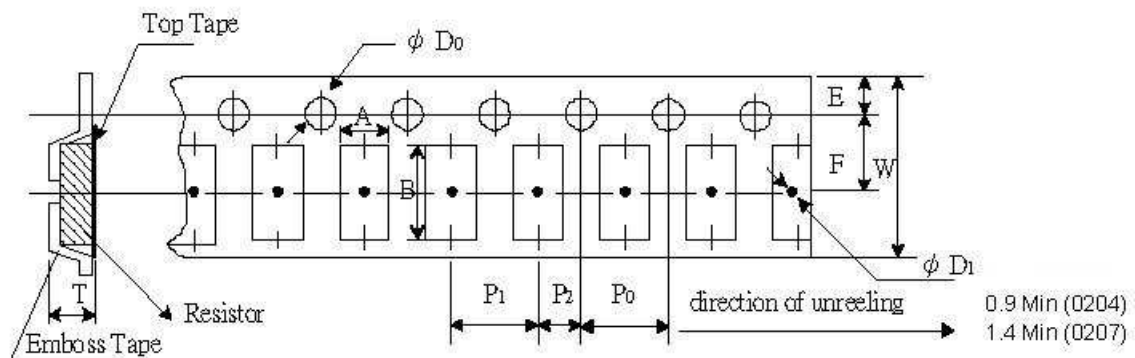 Top Tape
ϕ D0
E
A
F
W
B
ϕ D1
T
P1
P2
P0
direction of unreeling
0.9 Min (0204)
Resistor
1.4 Min (0207)
Emboss Tape